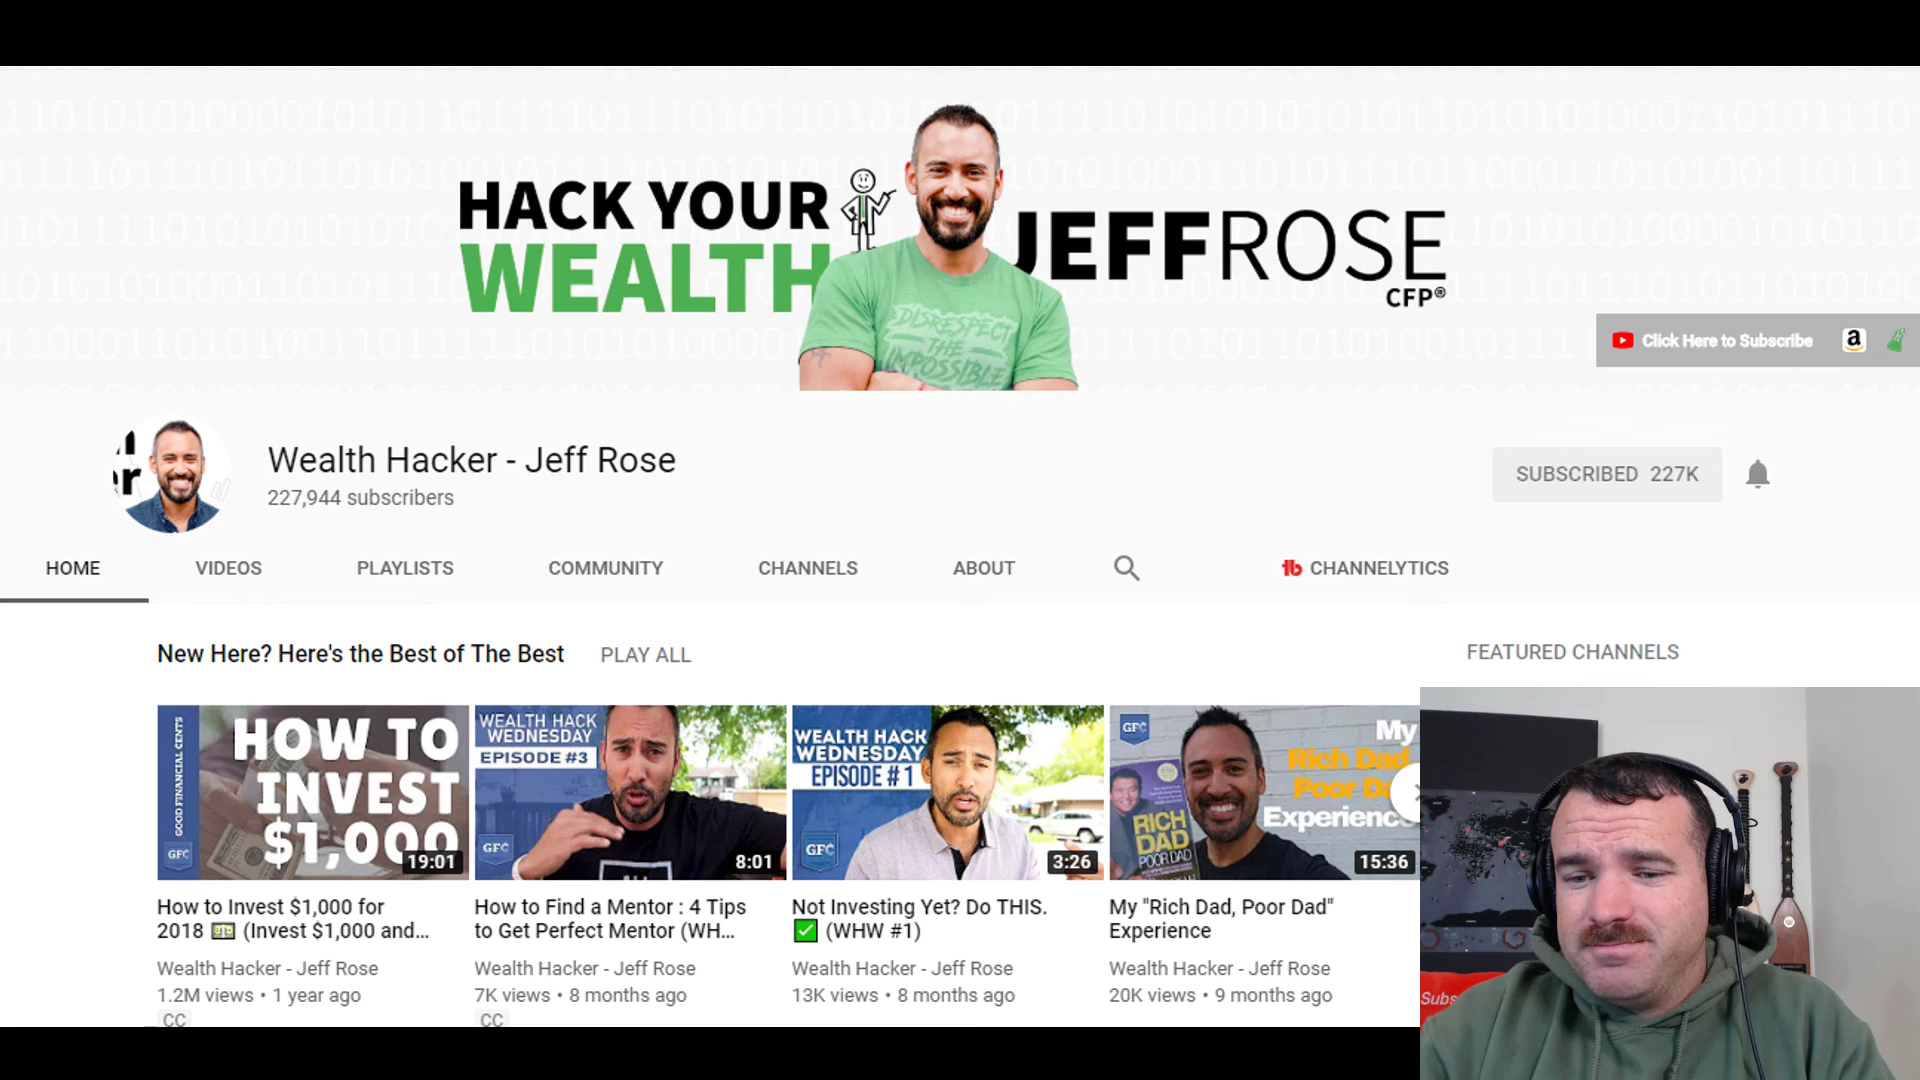 HACK YOUR
WEALTH
JEFFROSE
CFP®
DISRESPECT
THE
IMPOSSIBLE
Click Here to Subscribe
Wealth Hacker - Jeff Rose
227,944 subscribers
SUBSCRIBED 227K
HOME VIDEOS PLAYLISTS COMMUNITY CHANNELS ABOUT CHANNELYTICS
New Here? Here's the Best of The Best PLAY ALL
FEATURED CHANNELS
GOOD FINANCIAL CENTS
HOW TO
INVEST
$1,000
GFC
19:01
WEALTH HACK
WEDNESDAY
EPISODE #3
GFC
8:01
WEALTH HACK
WEDNESDAY
EPISODE #1
GFC
3:26
GFC
My
Rich Dad
Poor
Experience
RICH
DAD
POOR DAD
15:36
How to Invest $1,000 for
2018 💵 (Invest $1,000 and...
Wealth Hacker - Jeff Rose
1.2M views • 1 year ago
CC
How to Find a Mentor : 4 Tips
to Get Perfect Mentor (WH...
Wealth Hacker - Jeff Rose
7K views • 8 months ago
CC
Not Investing Yet? Do THIS.
✅ (WHW #1)
Wealth Hacker - Jeff Rose
13K views • 8 months ago
My "Rich Dad, Poor Dad"
Experience
Wealth Hacker - Jeff Rose
20K views • 9 months ago
Subs